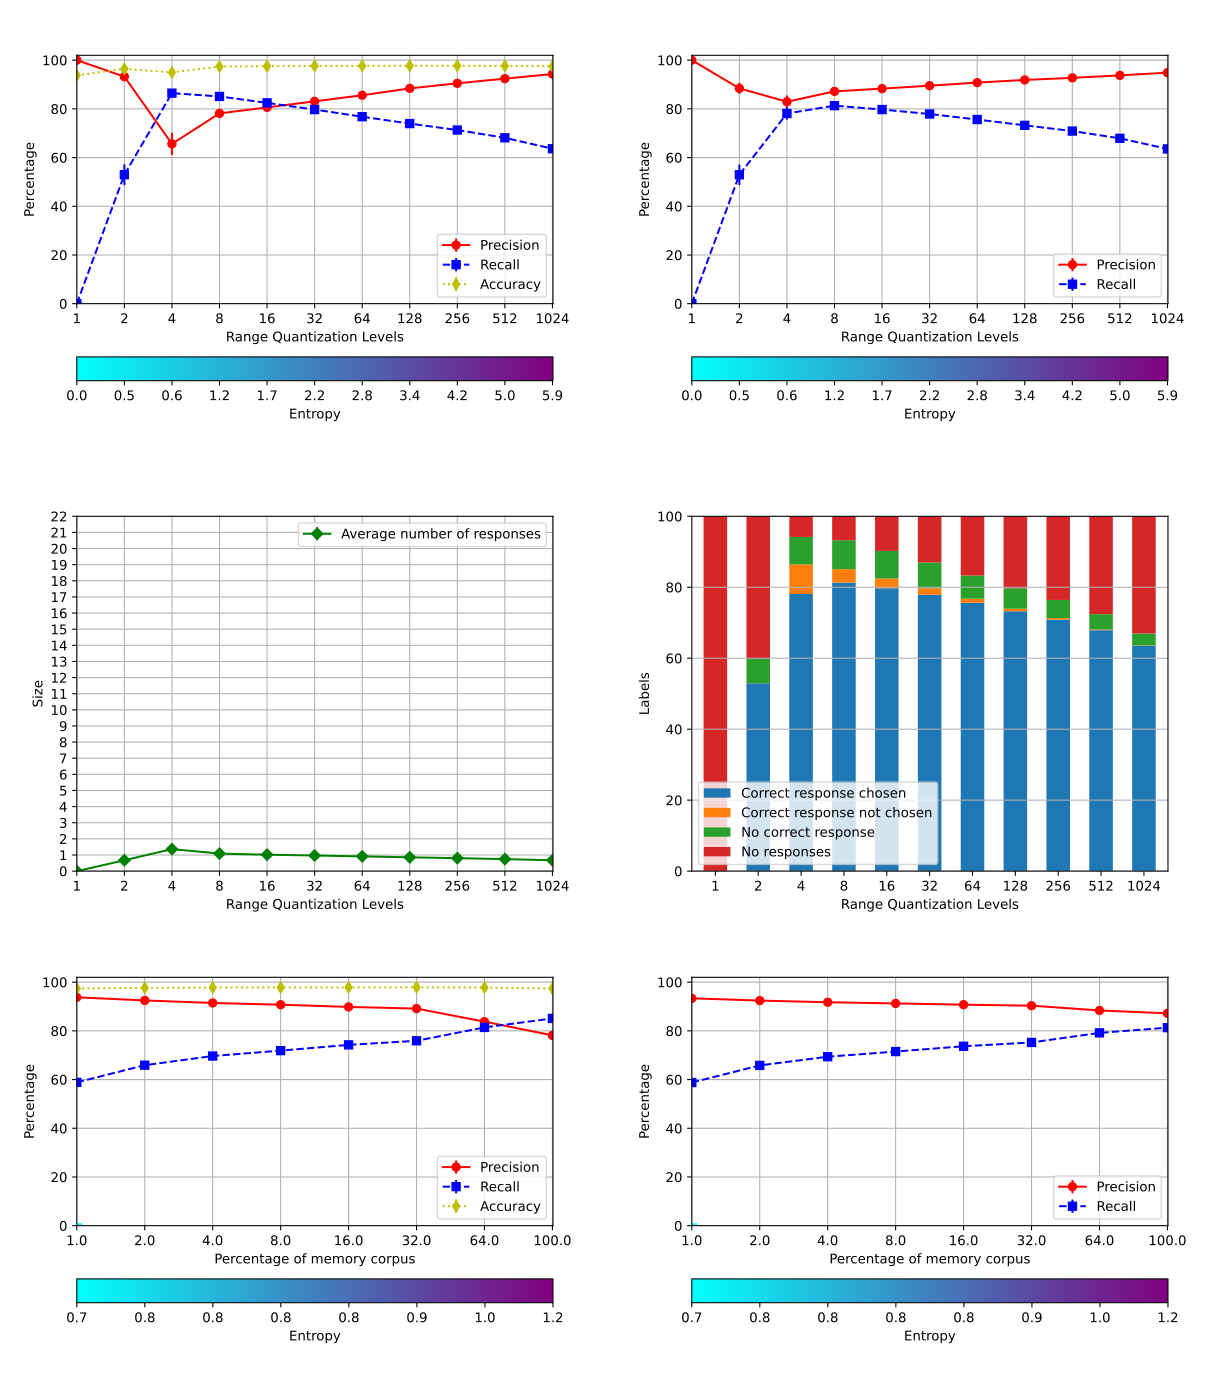 100
80
60
40
20
0
Percentage
Precision
Recall
Accuracy
1 2 4 8 16 32 64 128 256 512 1024
Range Quantization Levels
0.0 0.5 0.6 1.2 1.7 2.2 2.8 3.4 4.2 5.0 5.9
Entropy
100
80
60
40
20
0
Percentage
Precision
Recall
1 2 4 8 16 32 64 128 256 512 1024
Range Quantization Levels
0.0 0.5 0.6 1.2 1.7 2.2 2.8 3.4 4.2 5.0 5.9
Entropy
22
21
20
19
18
17
16
15
14
13
12
11
10
9
8
7
6
5
4
3
2
1
0
Size
Average number of responses
1 2 4 8 16 32 64 128 256 512 1024
Range Quantization Levels
100
80
60
40
20
0
Labels
Correct response chosen
Correct response not chosen
No correct response
No responses
1 2 4 8 16 32 64 128 256 512 1024
Range Quantization Levels
100
80
60
40
20
0
Percentage
Precision
Recall
Accuracy
1.0 2.0 4.0 8.0 16.0 32.0 64.0 100.0
Percentage of memory corpus
0.7 0.8 0.8 0.8 0.8 0.9 1.0 1.2
Entropy
100
80
60
40
20
0
Percentage
Precision
Recall
1.0 2.0 4.0 8.0 16.0 32.0 64.0 100.0
Percentage of memory corpus
0.7 0.8 0.8 0.8 0.8 0.9 1.0 1.2
Entropy